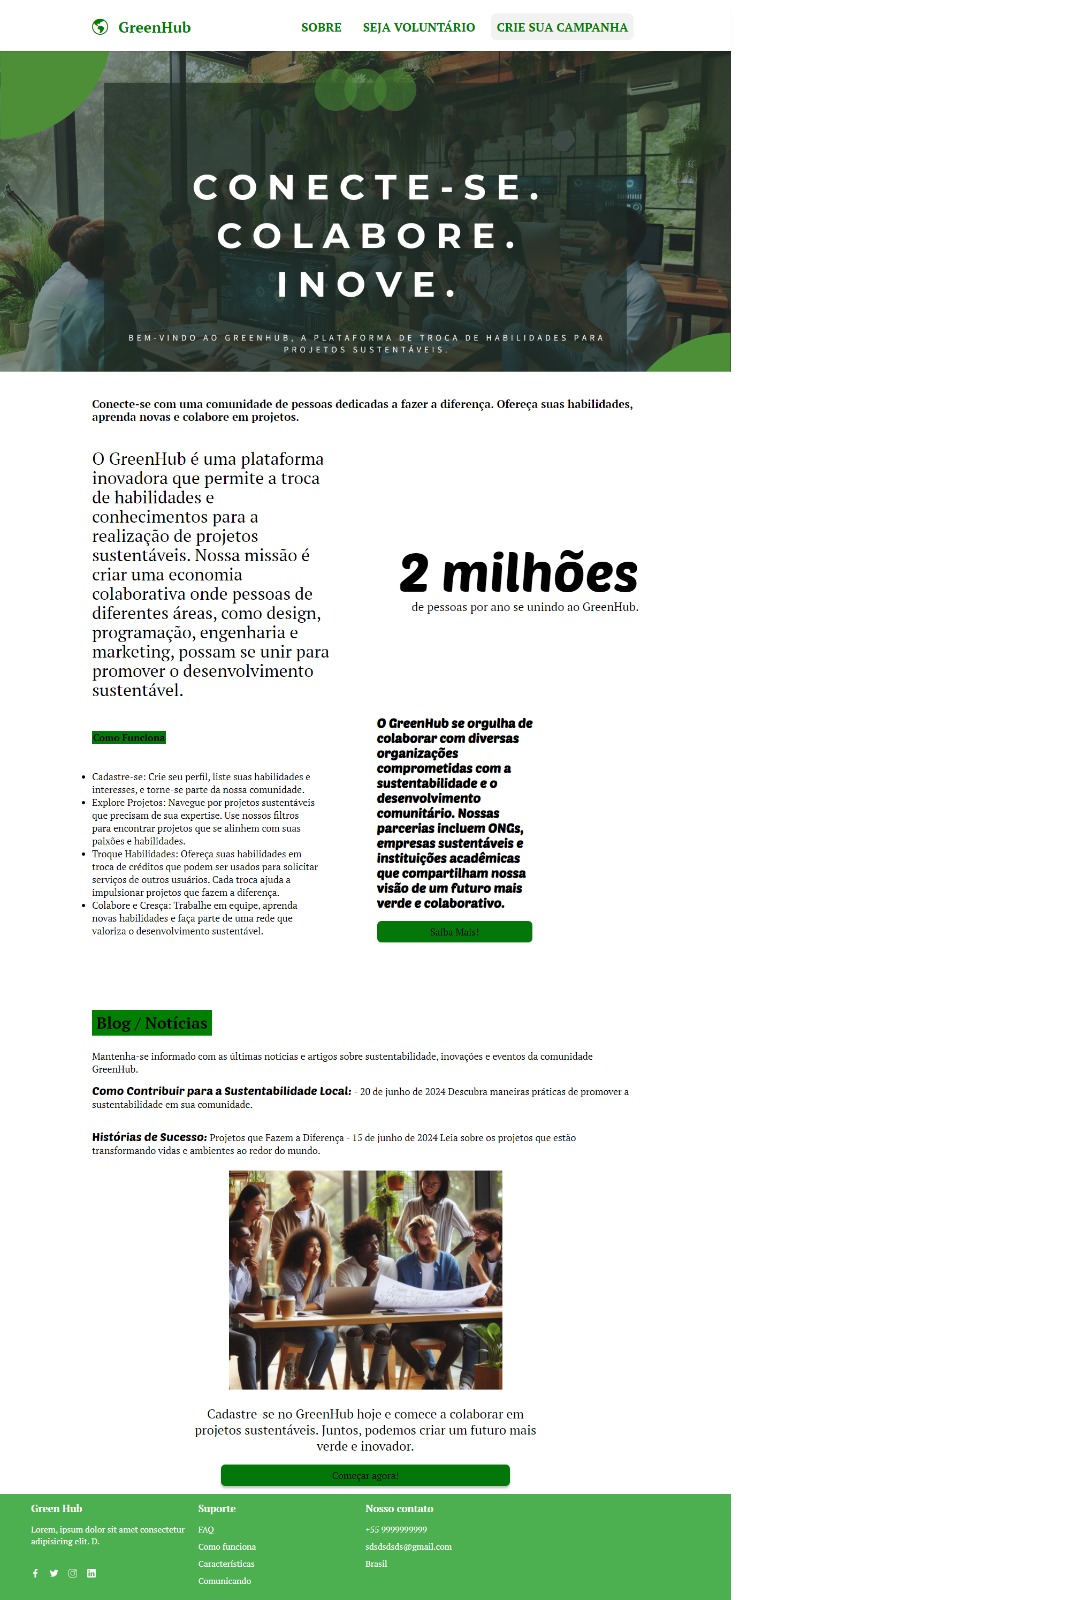 GreenHub
SOBRE SEJA VOLUNTÁRIO CRIE SUA CAMPANHA
CONECTE-SE.
COLABORE.
INOVE.
BEM-VINDO AO GREENHUB, A PLATAFORMA DE TROCA DE HABILIDADES PARA
PROJETOS SUSTENTÁVEIS.
Conecte-se com uma comunidade de pessoas dedicadas a fazer a diferença. Ofereça suas habilidades,
aprenda novas e colabore em projetos.
O GreenHub é uma plataforma
inovadora que permite a troca
de habilidades e
conhecimentos para a
realização de projetos
sustentáveis. Nossa missão é
criar uma economia
colaborativa onde pessoas de
diferentes áreas, como design,
programação, engenharia e
marketing, possam se unir para
promover o desenvolvimento
sustentável.
2 milhões
de pessoas por ano se unindo ao GreenHub.
Como Funciona
Cadastre-se: Crie seu perfil, liste suas habilidades e
interesses, e torne-se parte da nossa comunidade.
Explore Projetos: Navegue por projetos sustentáveis
que precisam de sua expertise. Use nossos filtros
para encontrar projetos que se alinhem com suas
paixões e habilidades.
Troque Habilidades: Ofereça suas habilidades em
troca de créditos que podem ser usados para solicitar
serviços de outros usuários. Cada troca ajuda a
impulsionar projetos que fazem a diferença.
Colabore e Cresça: Trabalhe em equipe, aprenda
novas habilidades e faça parte de uma rede que
valoriza o desenvolvimento sustentável.
O GreenHub se orgulha de
colaborar com diversas
organizações
comprometidas com a
sustentabilidade e o
desenvolvimento
comunitário. Nossas
parcerias incluem ONGs,
empresas sustentáveis e
instituições acadêmicas
que compartilham nossa
visão de um futuro mais
verde e colaborativo.
Saiba Mais!
Blog / Notícias
Mantenha-se informado com as últimas notícias e artigos sobre sustentabilidade, inovações e eventos da comunidade
GreenHub.
Como Contribuir para a Sustentabilidade Local: - 20 de junho de 2024 Descubra maneiras práticas de promover a
sustentabilidade em sua comunidade.
Histórias de Sucesso: Projetos que Fazem a Diferença - 15 de junho de 2024 Leia sobre os projetos que estão
transformando vidas e ambientes ao redor do mundo.
Cadastre-se no GreenHub hoje e comece a colaborar em
projetos sustentáveis. Juntos, podemos criar um futuro mais
verde e inovador.
Começar agora!
Green Hub
Lorem, ipsum dolor sit amet consectetur
adipisicing elit. D.
Suporte
FAQ
Como funciona
Características
Comunicando
Nosso contato
+55 9999999999
sdsdsdsds@gmail.com
Brasil